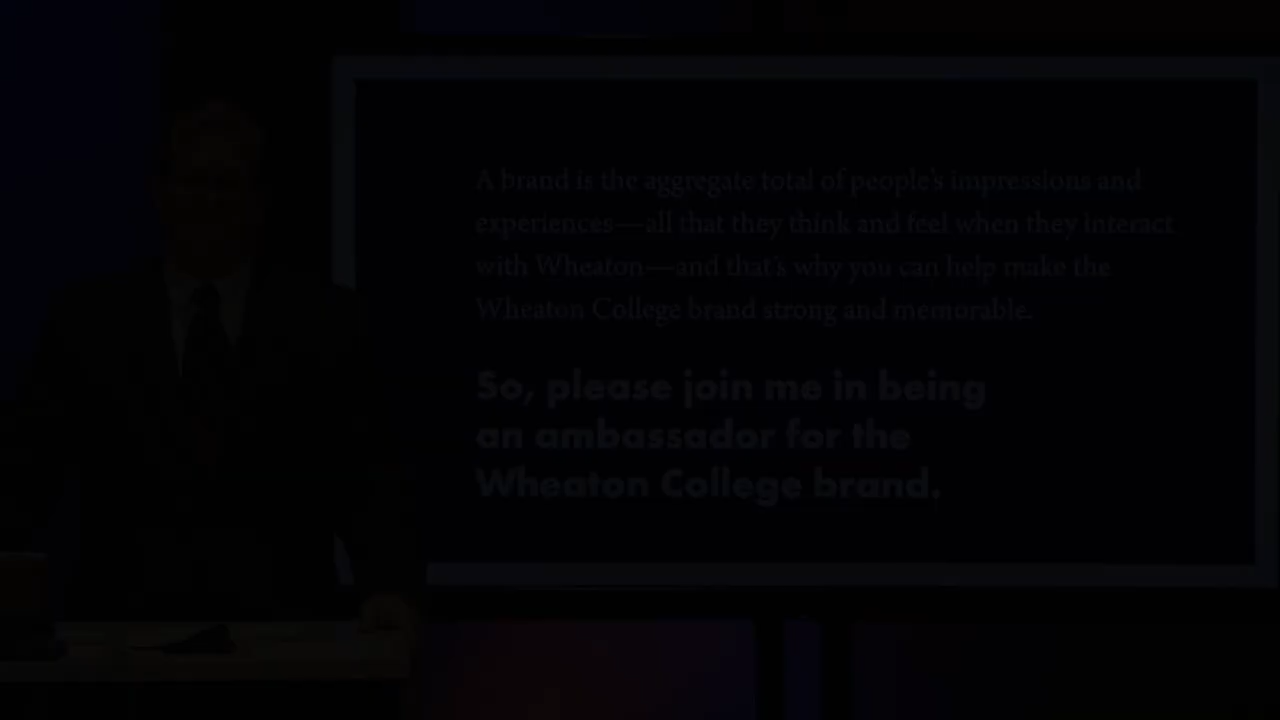 A brand is the aggregate total of people's impressions and
experiences—all that they think and feel when they interact
with Wheaton—and that's why you can help make the
Wheaton College brand strong and memorable.
So, please join me in being
an ambassador for the
Wheaton College brand.